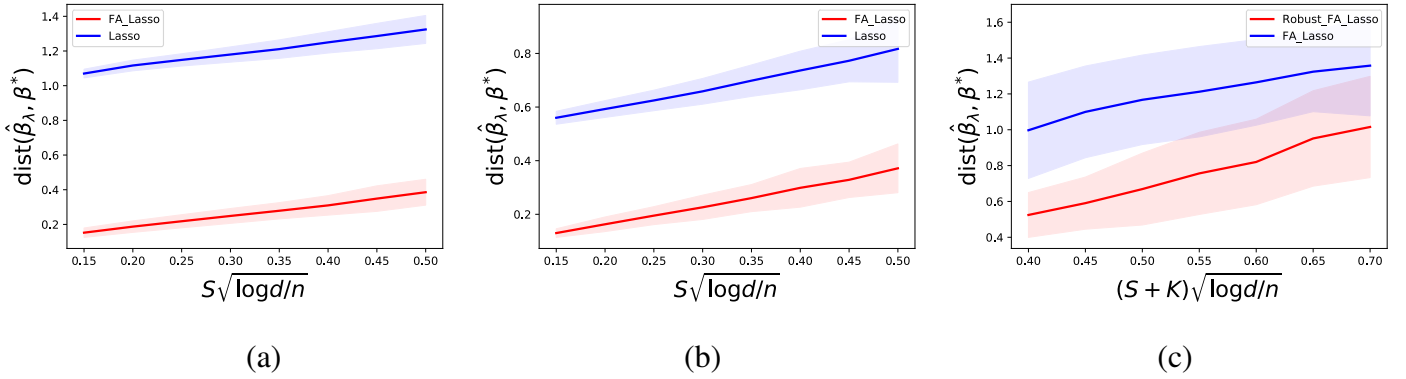 FA_Lasso
Lasso
1.4
1.2
1.0
0.8
0.6
0.4
0.2
dist(β̂_λ, β*)
0.15 0.20 0.25 0.30 0.35 0.40 0.45 0.50
S√logd/n
(a)
FA_Lasso
Lasso
0.8
0.6
0.4
0.2
dist(β̂_λ, β*)
0.15 0.20 0.25 0.30 0.35 0.40 0.45 0.50
S√logd/n
(b)
Robust_FA_Lasso
FA_Lasso
1.6
1.4
1.2
1.0
0.8
0.6
0.4
dist(β̂_λ, β*)
0.40 0.45 0.50 0.55 0.60 0.65 0.70
(S + K)√logd/n
(c)